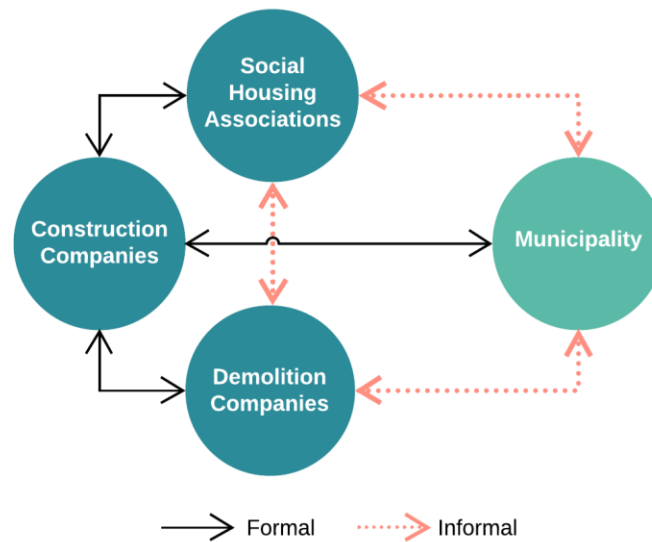 Social
Housing
Associations
Construction
Companies
Municipality
Demolition
Companies
Formal
Informal